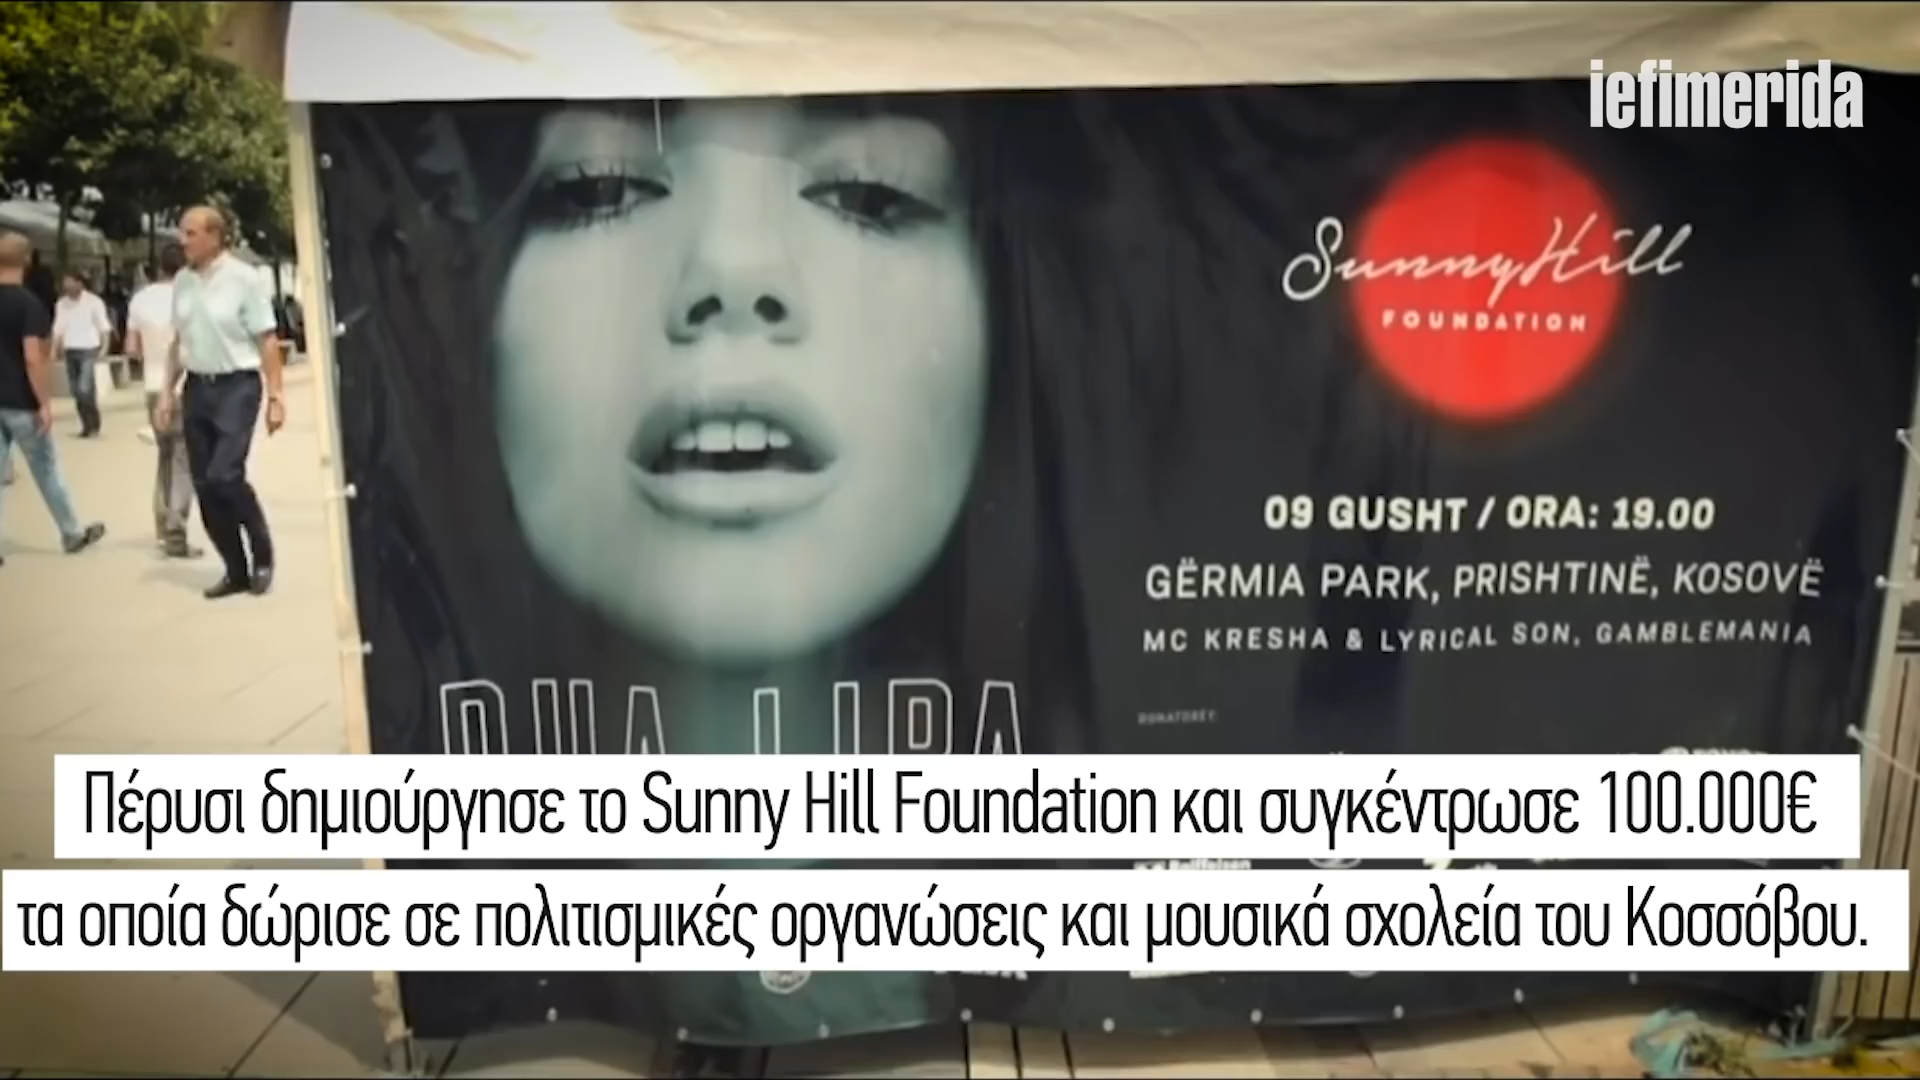 iefimerida
Sunny Hill
FOUNDATION
09 GUSHT / ORA: 19.00
GËRMIA PARK, PRISHTINË, KOSOVË
MC KRESHA & LYRICAL SON, GAMBLEMANIA
DUA LIPA
Πέρυσι δημιούργησε το Sunny Hill Foundation και συγκέντρωσε 100.000€
τα οποία δώρισε σε πολιτισμικές οργανώσεις και μουσικά σχολεία του Κοσσόβου.